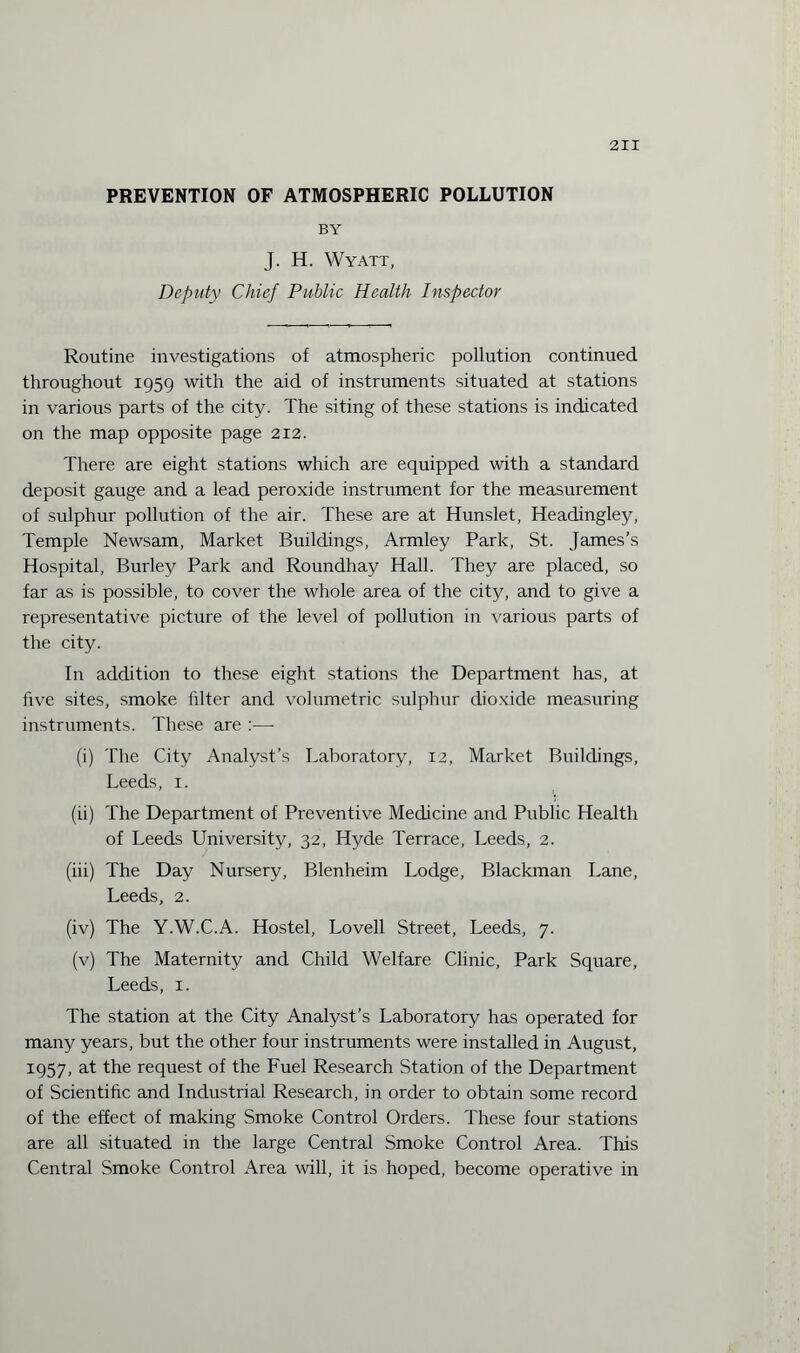 211
PREVENTION OF ATMOSPHERIC POLLUTION
BY
J. H. WYATT,
Deputy Chief Public Health Inspector
Routine investigations of atmospheric pollution continued
throughout 1959 with the aid of instruments situated at stations
in various parts of the city. The siting of these stations is indicated
on the map opposite page 212.
There are eight stations which are equipped with a standard
deposit gauge and a lead peroxide instrument for the measurement
of sulphur pollution of the air. These are at Hunslet, Headingley,
Temple Newsam, Market Buildings, Armley Park, St. James's
Hospital, Burley Park and Roundhay Hall. They are placed, so
far as is possible, to cover the whole area of the city, and to give a
representative picture of the level of pollution in various parts of
the city.
In addition to these eight stations the Department has, at
five sites, smoke filter and volumetric sulphur dioxide measuring
instruments. These are :—
(i) The City Analyst's Laboratory, 12, Market Buildings,
Leeds, 1.
(ii) The Department of Preventive Medicine and Public Health
of Leeds University, 32, Hyde Terrace, Leeds, 2.
(iii) The Day Nursery, Blenheim Lodge, Blackman Lane,
Leeds, 2.
(iv) The Y.W.C.A. Hostel, Lovell Street, Leeds, 7.
(v) The Maternity and Child Welfare Clinic, Park Square,
Leeds, 1.
The station at the City Analyst's Laboratory has operated for
many years, but the other four instruments were installed in August,
1957, at the request of the Fuel Research Station of the Department
of Scientific and Industrial Research, in order to obtain some record
of the effect of making Smoke Control Orders. These four stations
are all situated in the large Central Smoke Control Area. This
Central Smoke Control Area will, it is hoped, become operative in